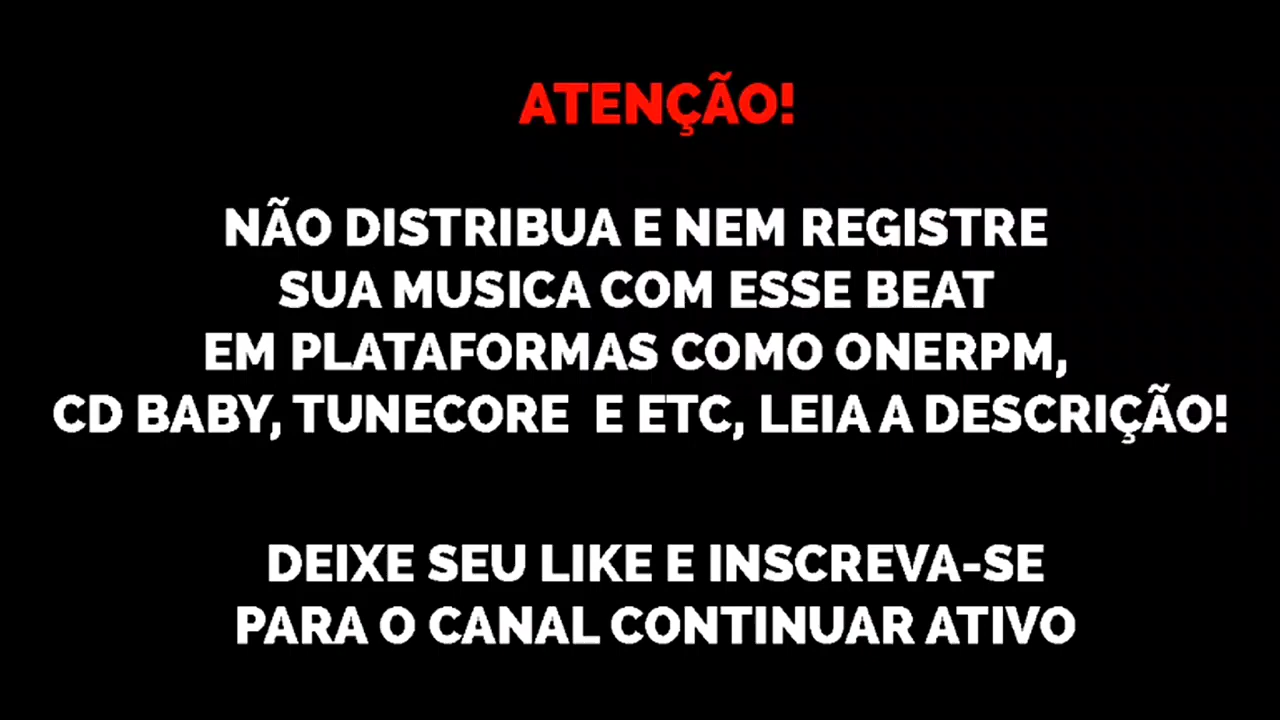 ATENÇÃO!
NÃO DISTRIBUA E NEM REGISTRE
SUA MUSICA COM ESSE BEAT
EM PLATAFORMAS COMO ONERPM,
CD BABY, TUNECORE E ETC, LEIA A DESCRIÇÃO!
DEIXE SEU LIKE E INSCREVA-SE
PARA O CANAL CONTINUAR ATIVO